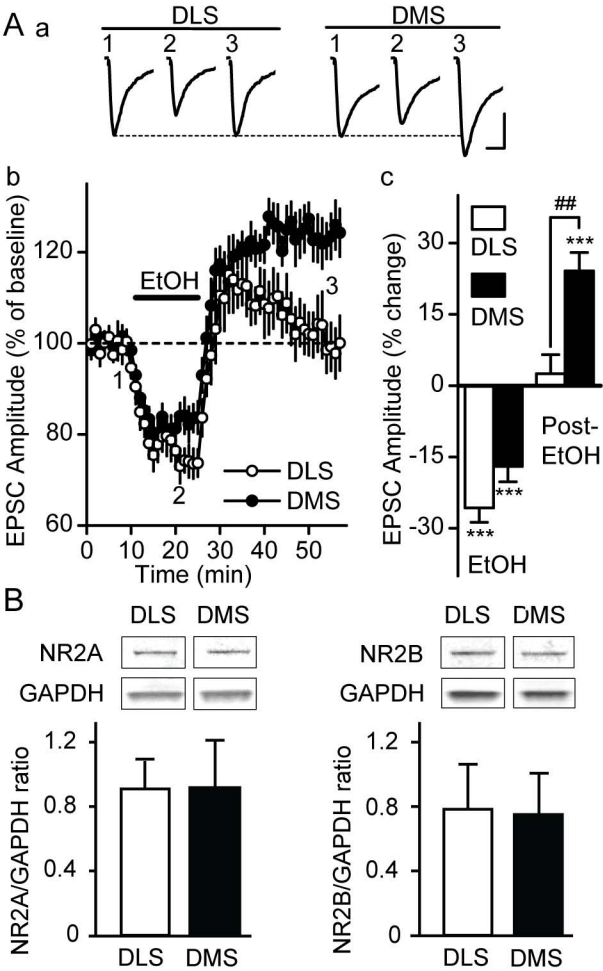 A a
DLS DMS
1 2 3 1 2 3
b
EPSC Amplitude (% of baseline)
120
100
80
60
EtOH
1
2
3
DLS
DMS
0 10 20 30 40 50
Time (min)
c
EPSC Amplitude (% change)
30
15
0
-15
-30
DLS
DMS
##
***
Post-
EtOH
***
***
EtOH
B
DLS DMS
NR2A
GAPDH
NR2A/GAPDH ratio
1.2
0.8
0.4
0
DLS DMS
DLS DMS
NR2B
GAPDH
NR2B/GAPDH ratio
1.2
0.8
0.4
0
DLS DMS